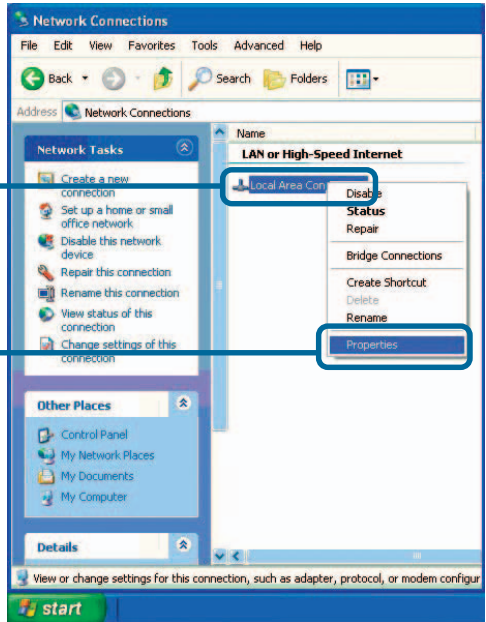 Network Connections
File Edit View Favorites Tools Advanced Help
Back Search Folders
Address Network Connections
Network Tasks
Create a new
connection
Set up a home or small
office network
Disable this network
device
Repair this connection
Rename this connection
View status of this
connection
Change settings of this
connection
Other Places
Control Panel
My Network Places
My Documents
My Computer
Details
Name
LAN or High-Speed Internet
Local Area Con
Disable
Status
Repair
Bridge Connections
Create Shortcut
Delete
Rename
Properties
View or change settings for this connection, such as adapter, protocol, or modem configur
start